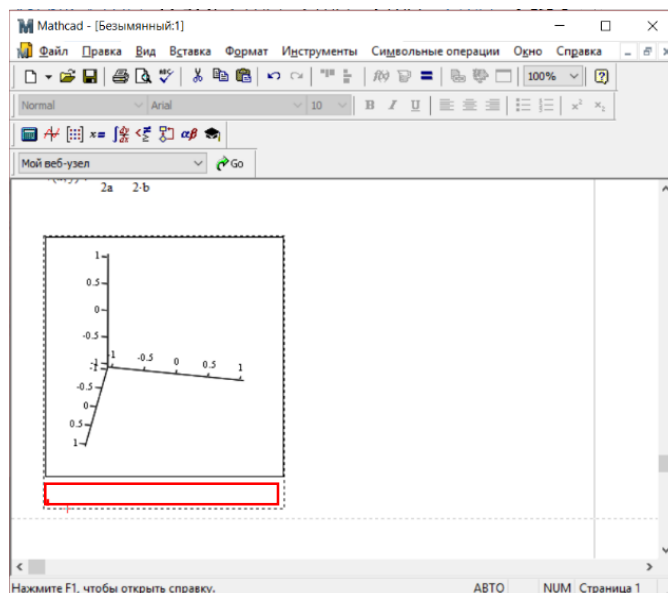 Mathcad - [Безымянный:1]
Файл Правка Вид Вставка Формат Инструменты Символьные операции Окно Справка
100%
Normal Arial 10 B I U
Мой веб-узел Go
2a 2·b
1
0.5
0
-0.5
-1
-1 -0.5 0 0.5 1
-0.5
0
0.5
1
Нажмите F1, чтобы открыть справку. АВТО NUM Страница 1